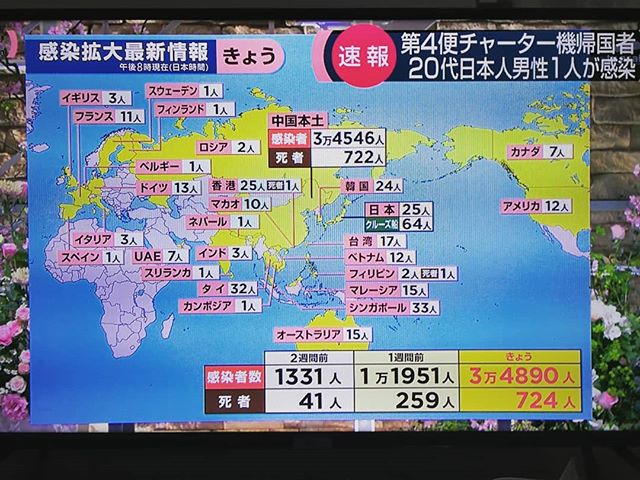 感染拡大最新情報 きょう
午後8時現在(日本時間)
速報
第4便チャーター機帰国者
20代日本人男性1人が感染
イギリス 3人
スウェーデン 1人
フランス 11人
フィンランド 1人
ロシア 2人
ベルギー 1人
ドイツ 13人
中国本土
感染者 3万4546人
死者 722人
カナダ 7人
香港 25人 死者1人
韓国 24人
マカオ 10人
日本 25人
クルーズ船 64人
アメリカ 12人
ネパール 1人
イタリア 3人
スペイン 1人
UAE 7人
インド 3人
スリランカ 1人
台湾 17人
ベトナム 12人
フィリピン 2人 死者1人
タイ 32人
マレーシア 15人
カンボジア 1人
シンガポール 33人
オーストラリア 15人
2週間前 1週間前 きょう
感染者数 1331人 1万1951人 3万4890人
死者 41人 259人 724人